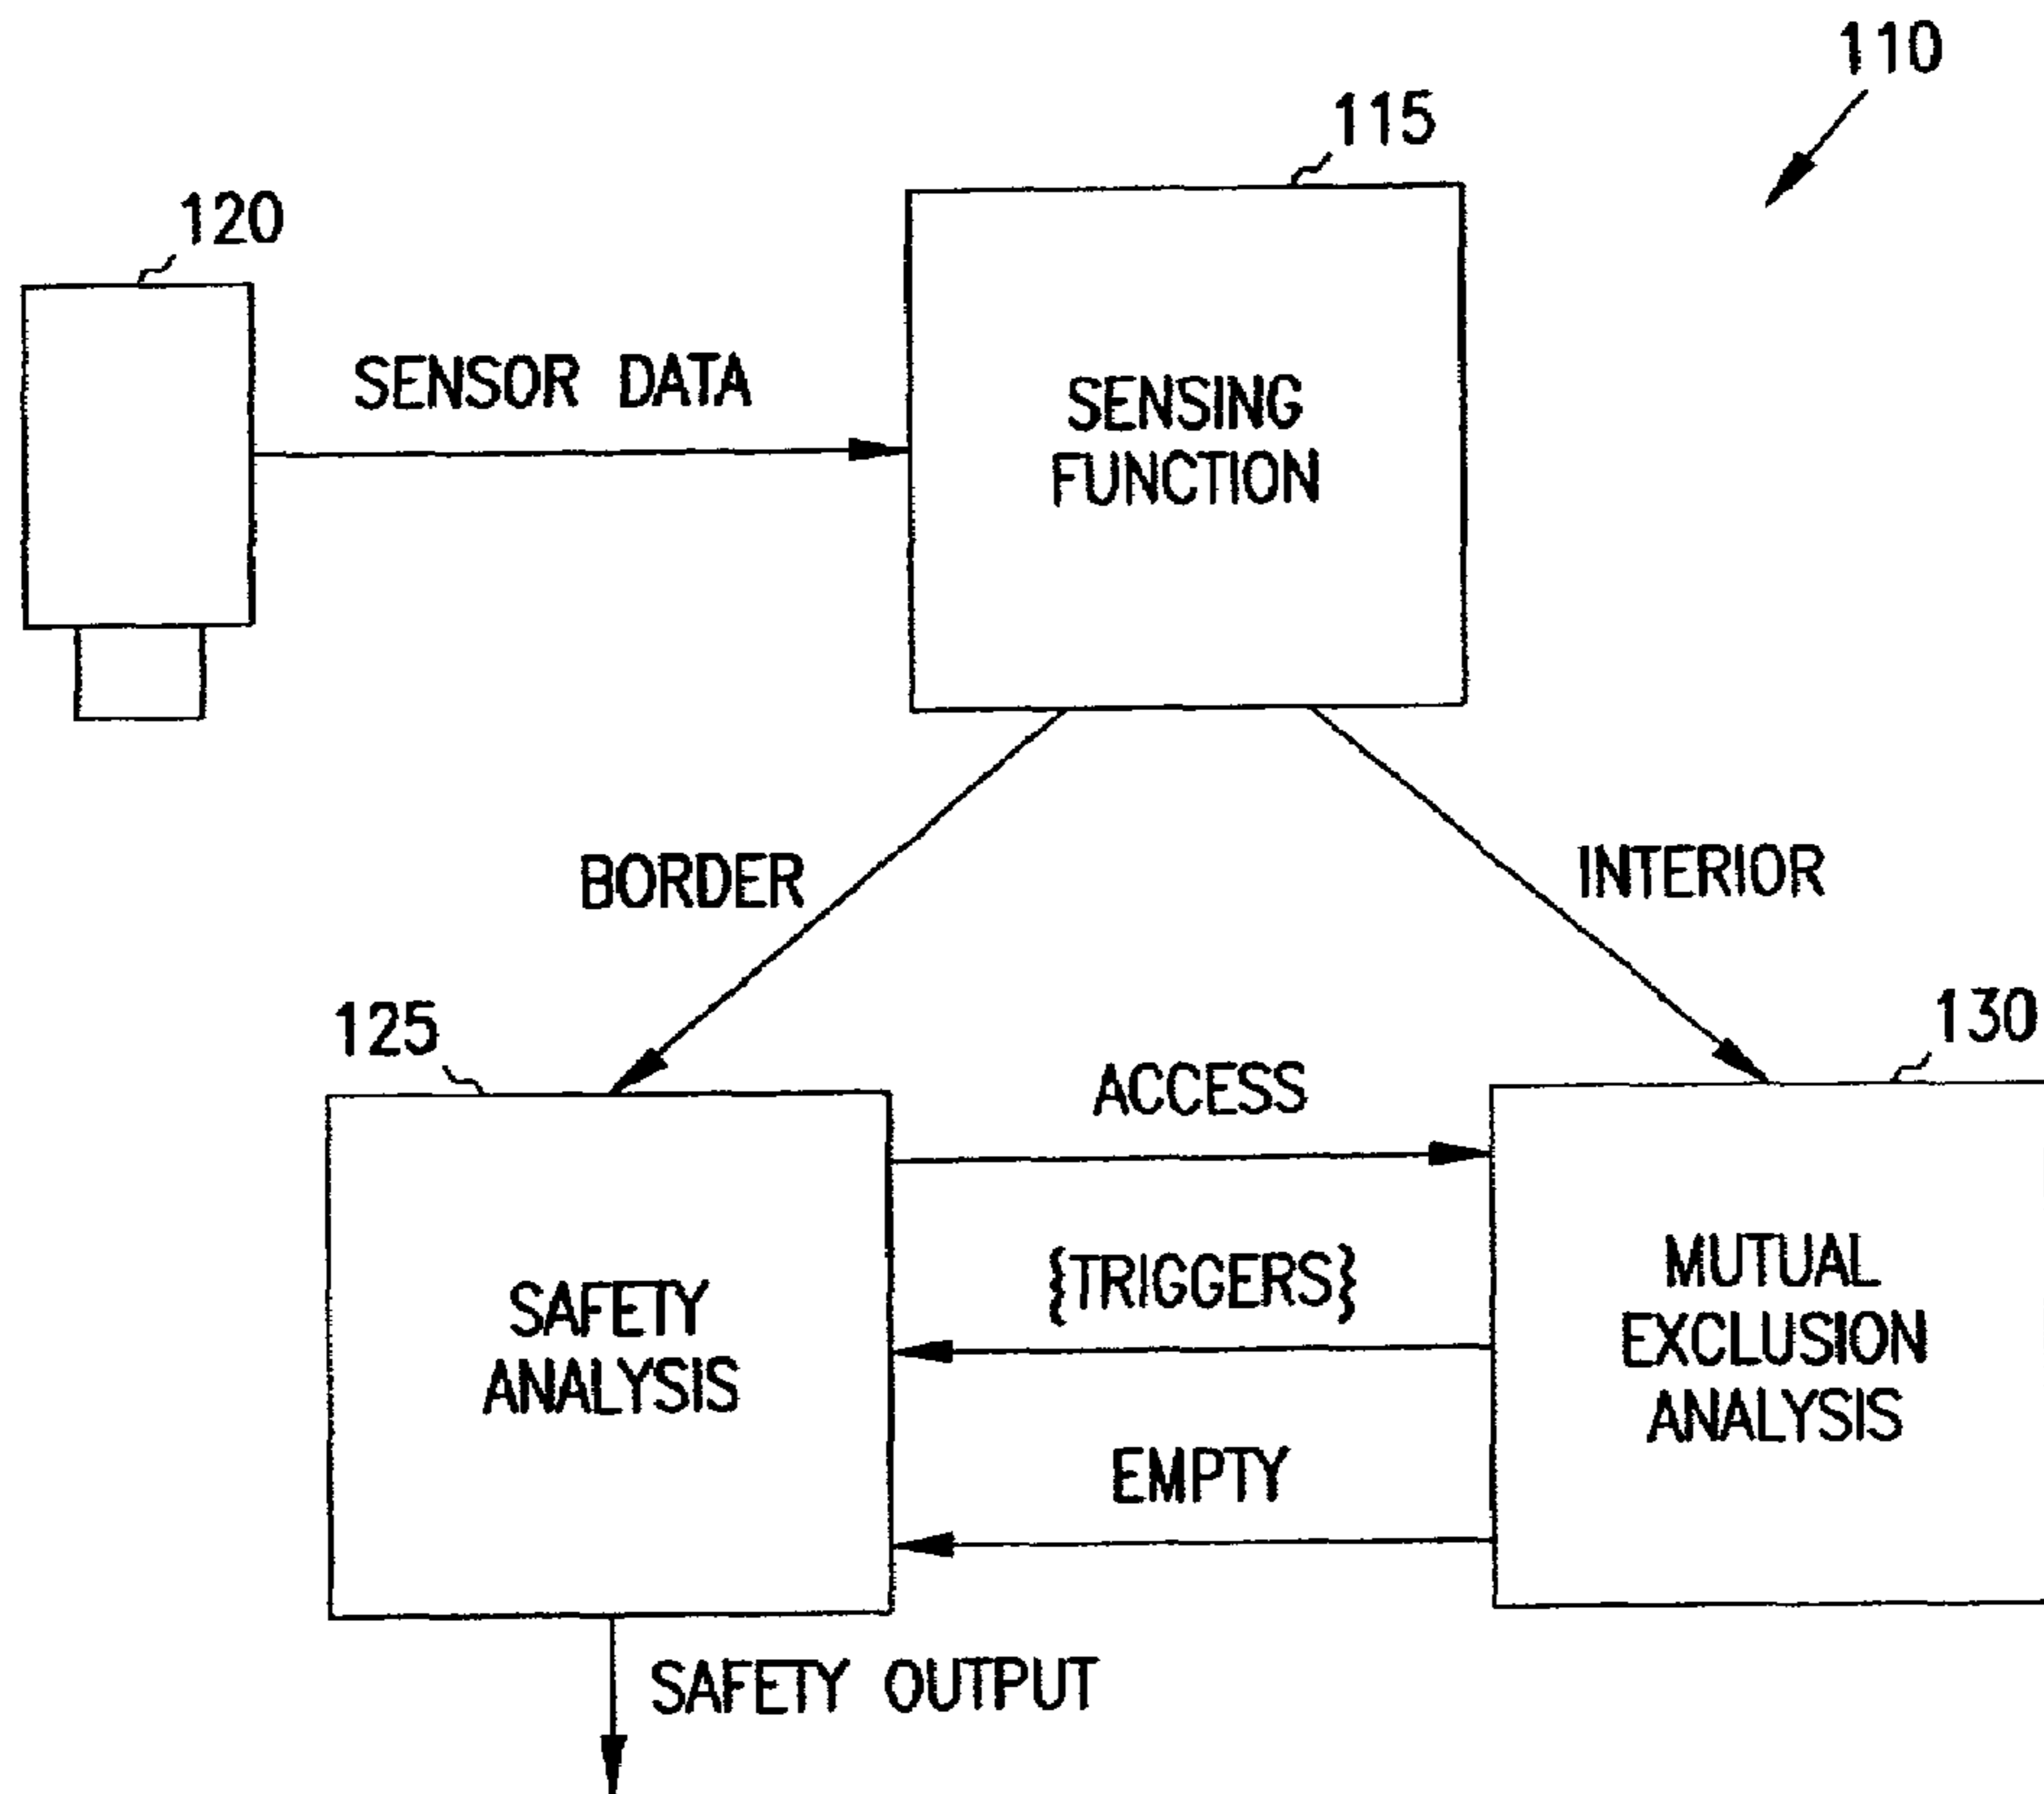 110
115
120
SENSOR DATA
SENSING
FUNCTION
BORDER
INTERIOR
125
130
ACCESS
{TRIGGERS}
EMPTY
SAFETY
ANALYSIS
MUTUAL
EXCLUSION
ANALYSIS
SAFETY OUTPUT